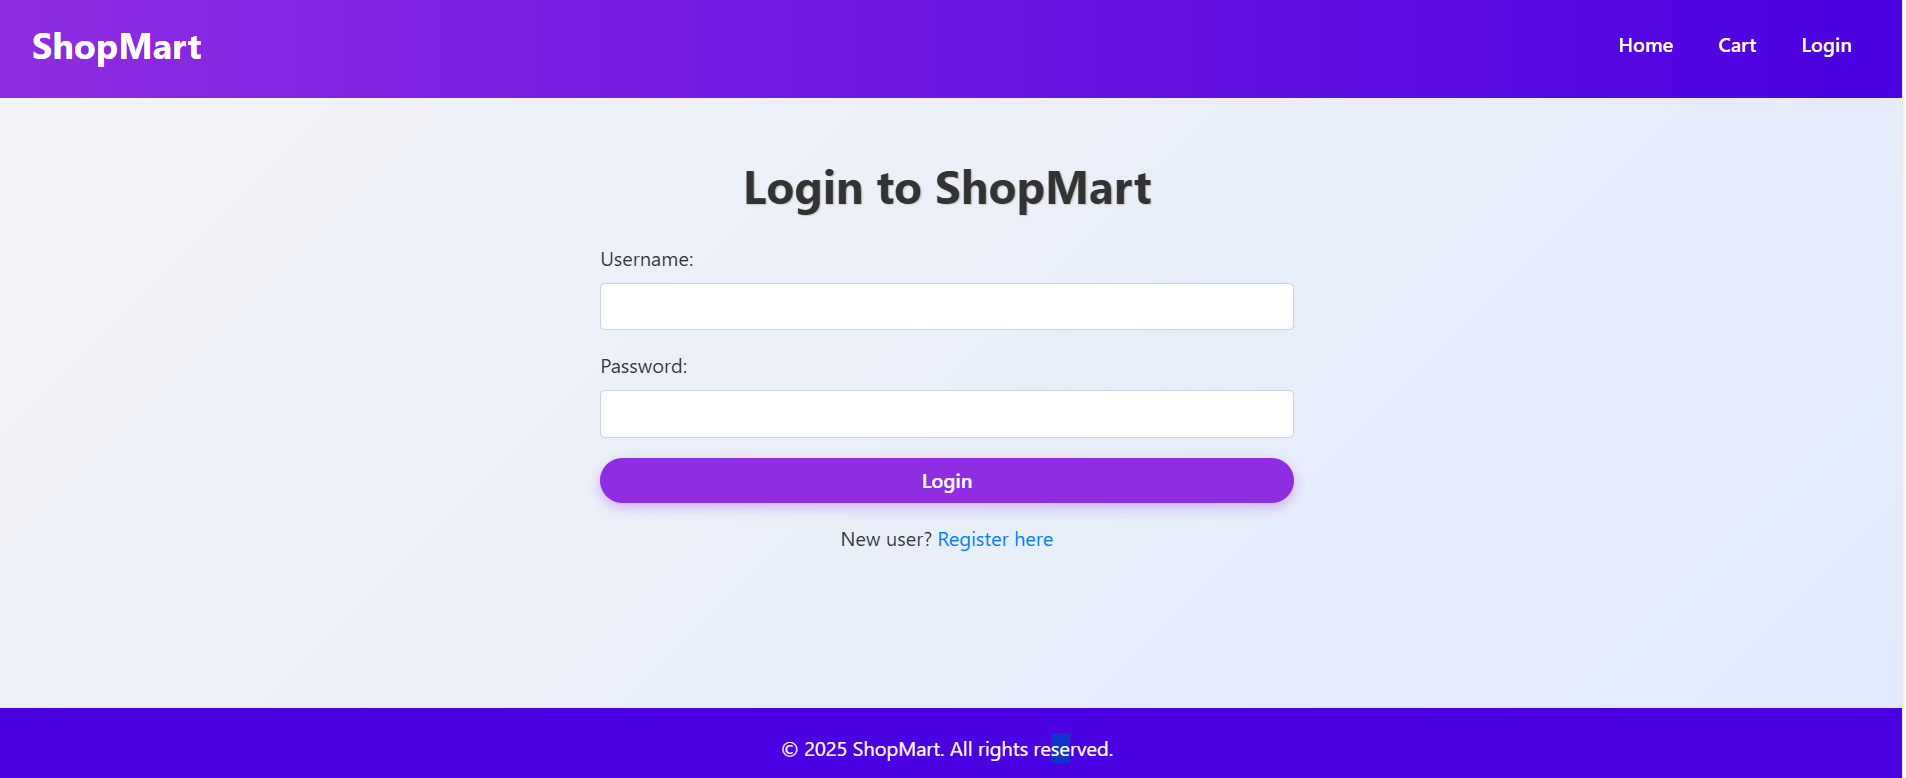 ShopMart
Home Cart Login
Login to ShopMart
Username:
Password:
Login
New user? Register here
© 2025 ShopMart. All rights reserved.